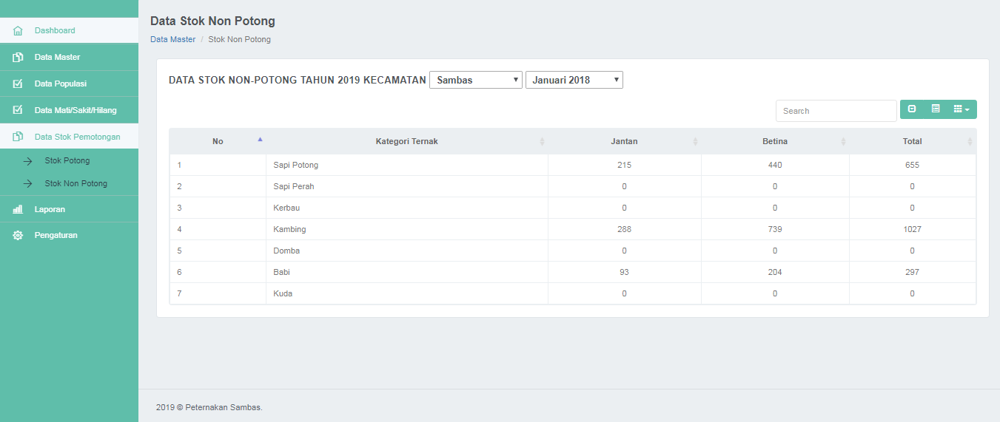 Dashboard
Data Master
Data Populasi
Data Mati/Sakit/Hilang
Data Stok Pemotongan
Stok Potong
Stok Non Potong
Laporan
Pengaturan
Data Stok Non Potong
Data Master / Stok Non Potong
DATA STOK NON-POTONG TAHUN 2019 KECAMATAN Sambas Januari 2018
Search
No Kategori Ternak Jantan Betina Total
1 Sapi Potong 215 440 655
2 Sapi Perah 0 0 0
3 Kerbau 0 0 0
4 Kambing 288 739 1027
5 Domba 0 0 0
6 Babi 93 204 297
7 Kuda 0 0 0
2019 © Peternakan Sambas.